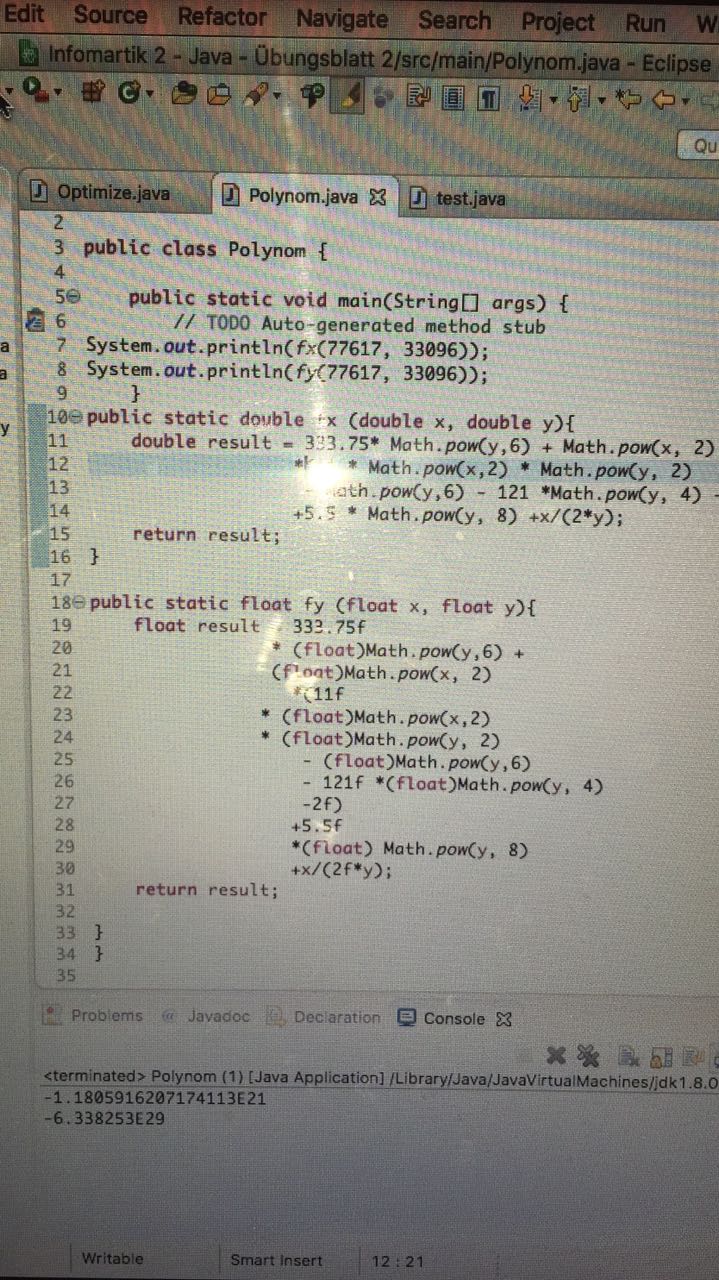 Edit Source Refactor Navigate Search Project Run
Infomartik 2 - Java - Übungsblatt 2/src/main/Polynom.java - Eclipse
Qu
Optimize.java Polynom.java test.java
2
3 public class Polynom {
4
5 public static void main(String[] args) {
6 // TODO Auto-generated method stub
7 System.out.println(fx(77617, 33096));
8 System.out.println(fy(77617, 33096));
9 }
10 public static double fx (double x, double y){
11 double result = 333.75* Math.pow(y,6) + Math.pow(x, 2)
12 * Math.pow(x,2) * Math.pow(y, 2)
13 .pow(y,6) - 121 *Math.pow(y, 4) -
14 +5.5 * Math.pow(y, 8) +x/(2*y);
15 return result;
16 }
17
18 public static float fy (float x, float y){
19 float result 333.75f
20 * (float)Math.pow(y,6) +
21 (float)Math.pow(x, 2)
22 *(11f
23 * (float)Math.pow(x,2)
24 * (float)Math.pow(y, 2)
25 - (float)Math.pow(y,6)
26 - 121f *(float)Math.pow(y, 4)
27 -2f)
28 +5.5f
29 *(float) Math.pow(y, 8)
30 +x/(2f*y);
31 return result;
32
33 }
34 }
35
Problems @ Javadoc Declaration Console
<terminated> Polynom (1) [Java Application] /Library/Java/JavaVirtualMachines/jdk1.8.0
-1.1805916207174113E21
-6.338253E29
Writable Smart Insert 12 : 21